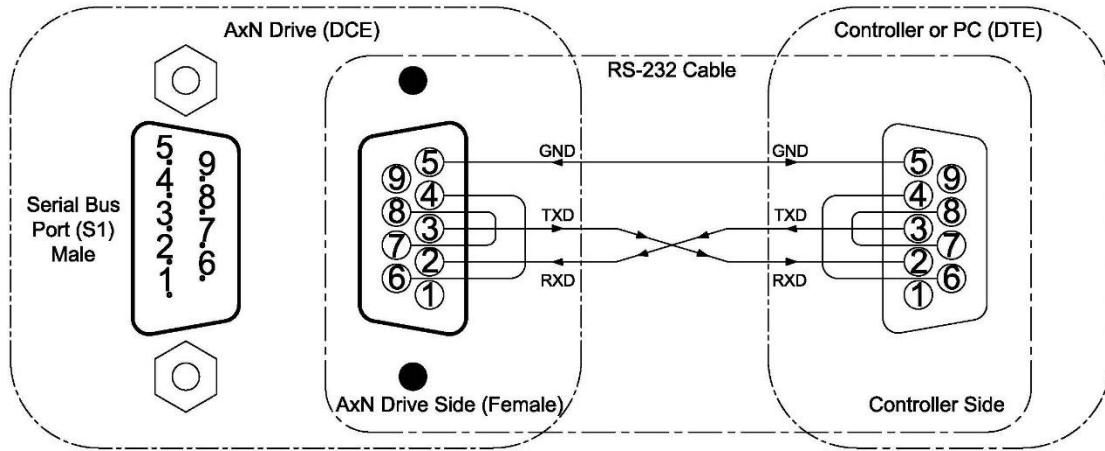 AxN Drive (DCE)
Controller or PC (DTE)
RS-232 Cable
Serial Bus
Port (S1)
Male
5
4
3
2
1
9
8
7
6
9
8
7
6
5
4
3
2
1
GND
GND
TXD
TXD
RXD
RXD
5
4
3
2
1
9
8
7
6
AxN Drive Side (Female)
Controller Side